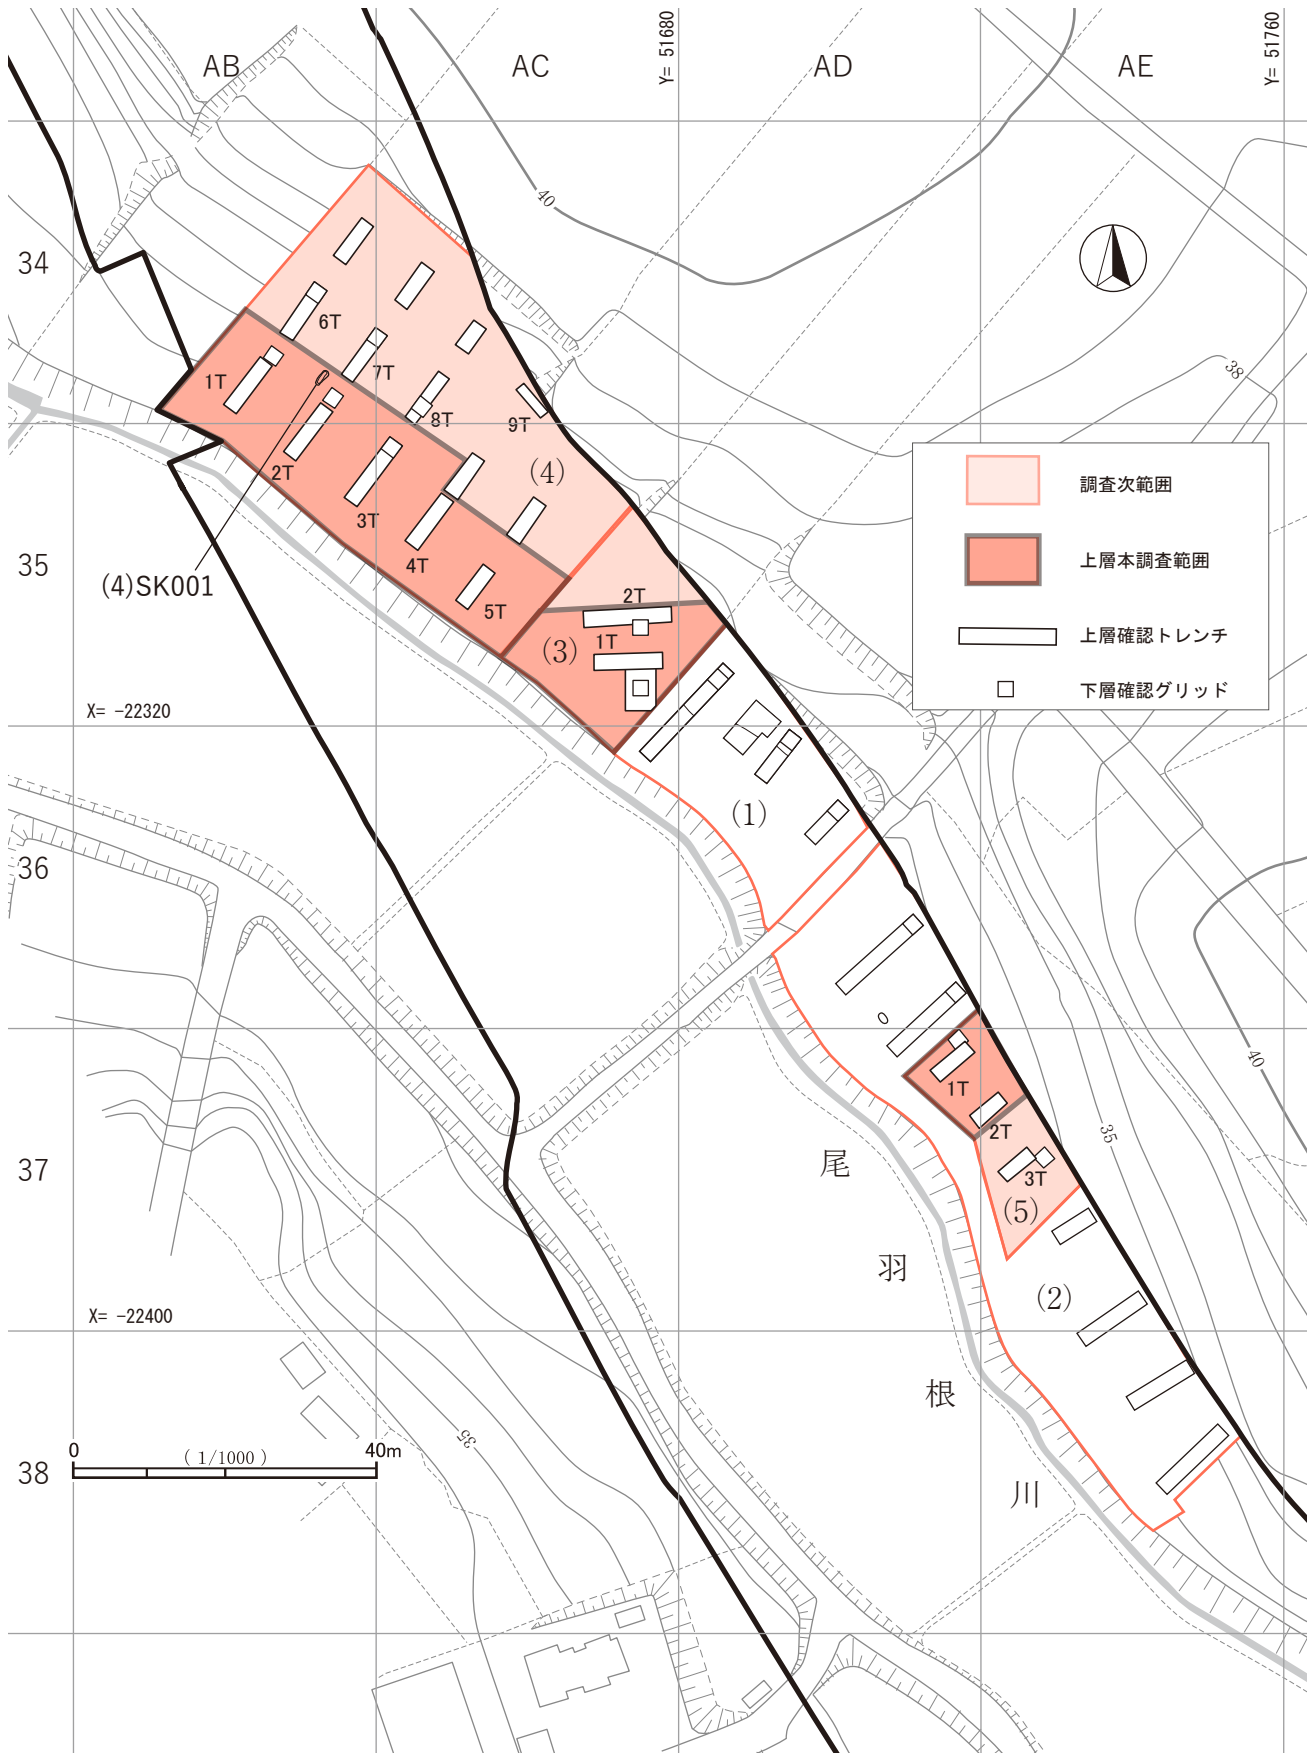 AB
AC
AD
AE
Y= 51680
Y= 51760
34
35
36
37
38
X= -22320
X= -22400
40
38
40
35
35
6T
7T
8T
9T
1T
2T
3T
4T
5T
(4)
(4)SK001
2T
1T
(3)
(1)
1T
2T
3T
(5)
(2)
調査次範囲
上層本調査範囲
上層確認トレンチ
下層確認グリッド
尾
羽
根
川
0
(1/1000)
40m